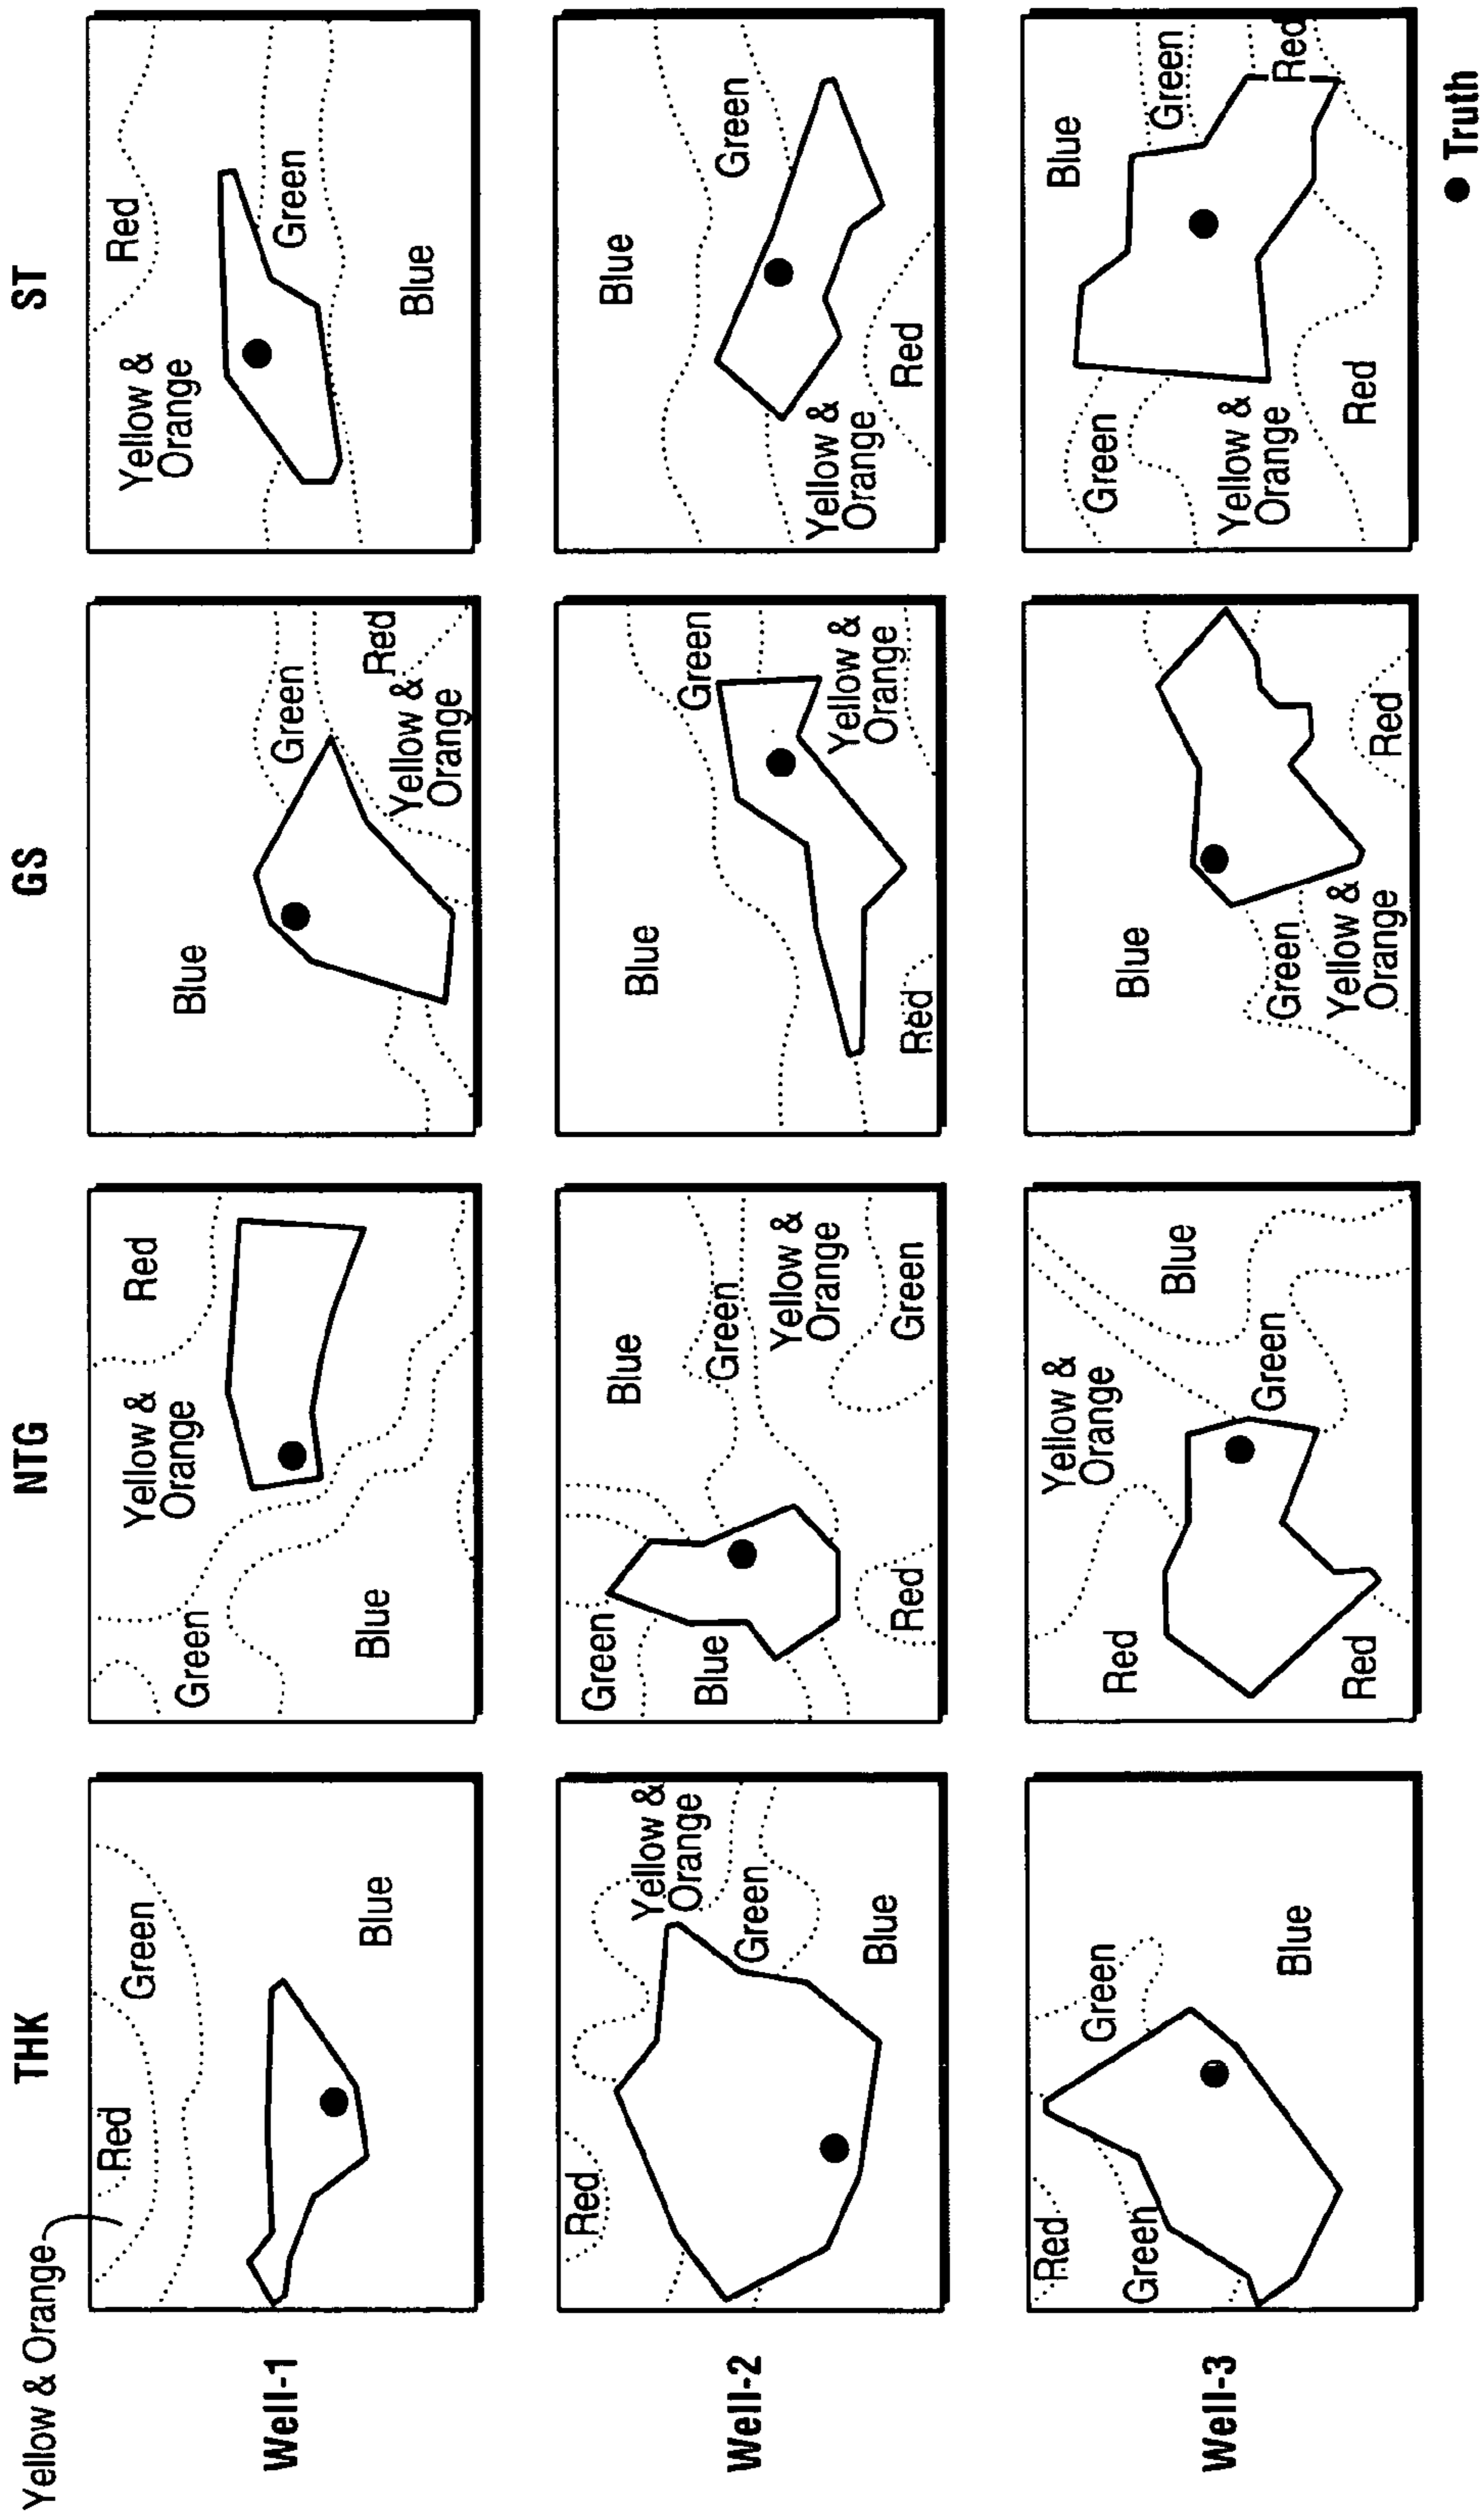 Yellow & Orange
THK
NTG
GS
ST
Well-1
Red
Green
Blue
Red
Yellow &
Orange
Green
Blue
Blue
Green
Red
Yellow &
Orange
Red
Yellow &
Orange
Green
Blue
Well-2
Red
Yellow &
Orange
Green
Blue
Green
Blue
Blue
Green
Yellow &
Orange
Red
Green
Blue
Green
Yellow &
Orange
Red
Blue
Green
Yellow &
Orange
Red
Well-3
Red
Green
Green
Blue
Yellow &
Orange
Red
Blue
Green
Red
Blue
Green
Yellow &
Orange
Red
Blue
Green
Green
Yellow &
Orange
Red
Red
Truth